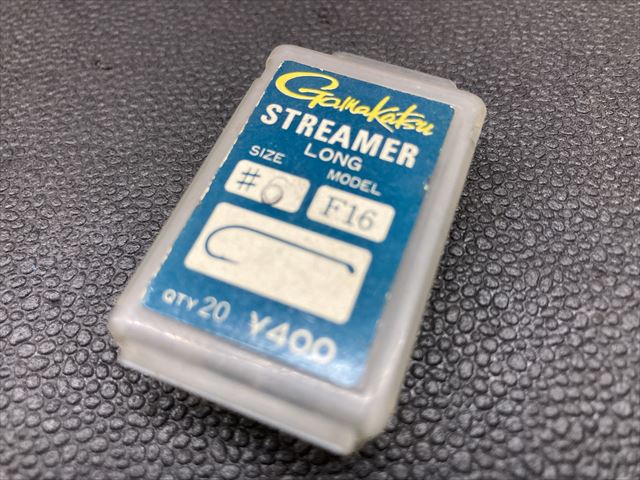 Gamakatsu
STREAMER
LONG
SIZE MODEL
#6 F16
QTY 20 ¥400